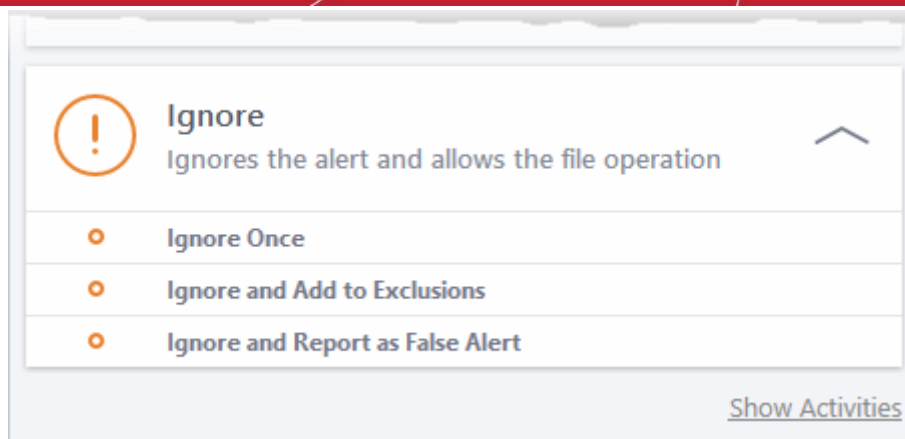 Ignore
Ignores the alert and allows the file operation
Ignore Once
Ignore and Add to Exclusions
Ignore and Report as False Alert
Show Activities